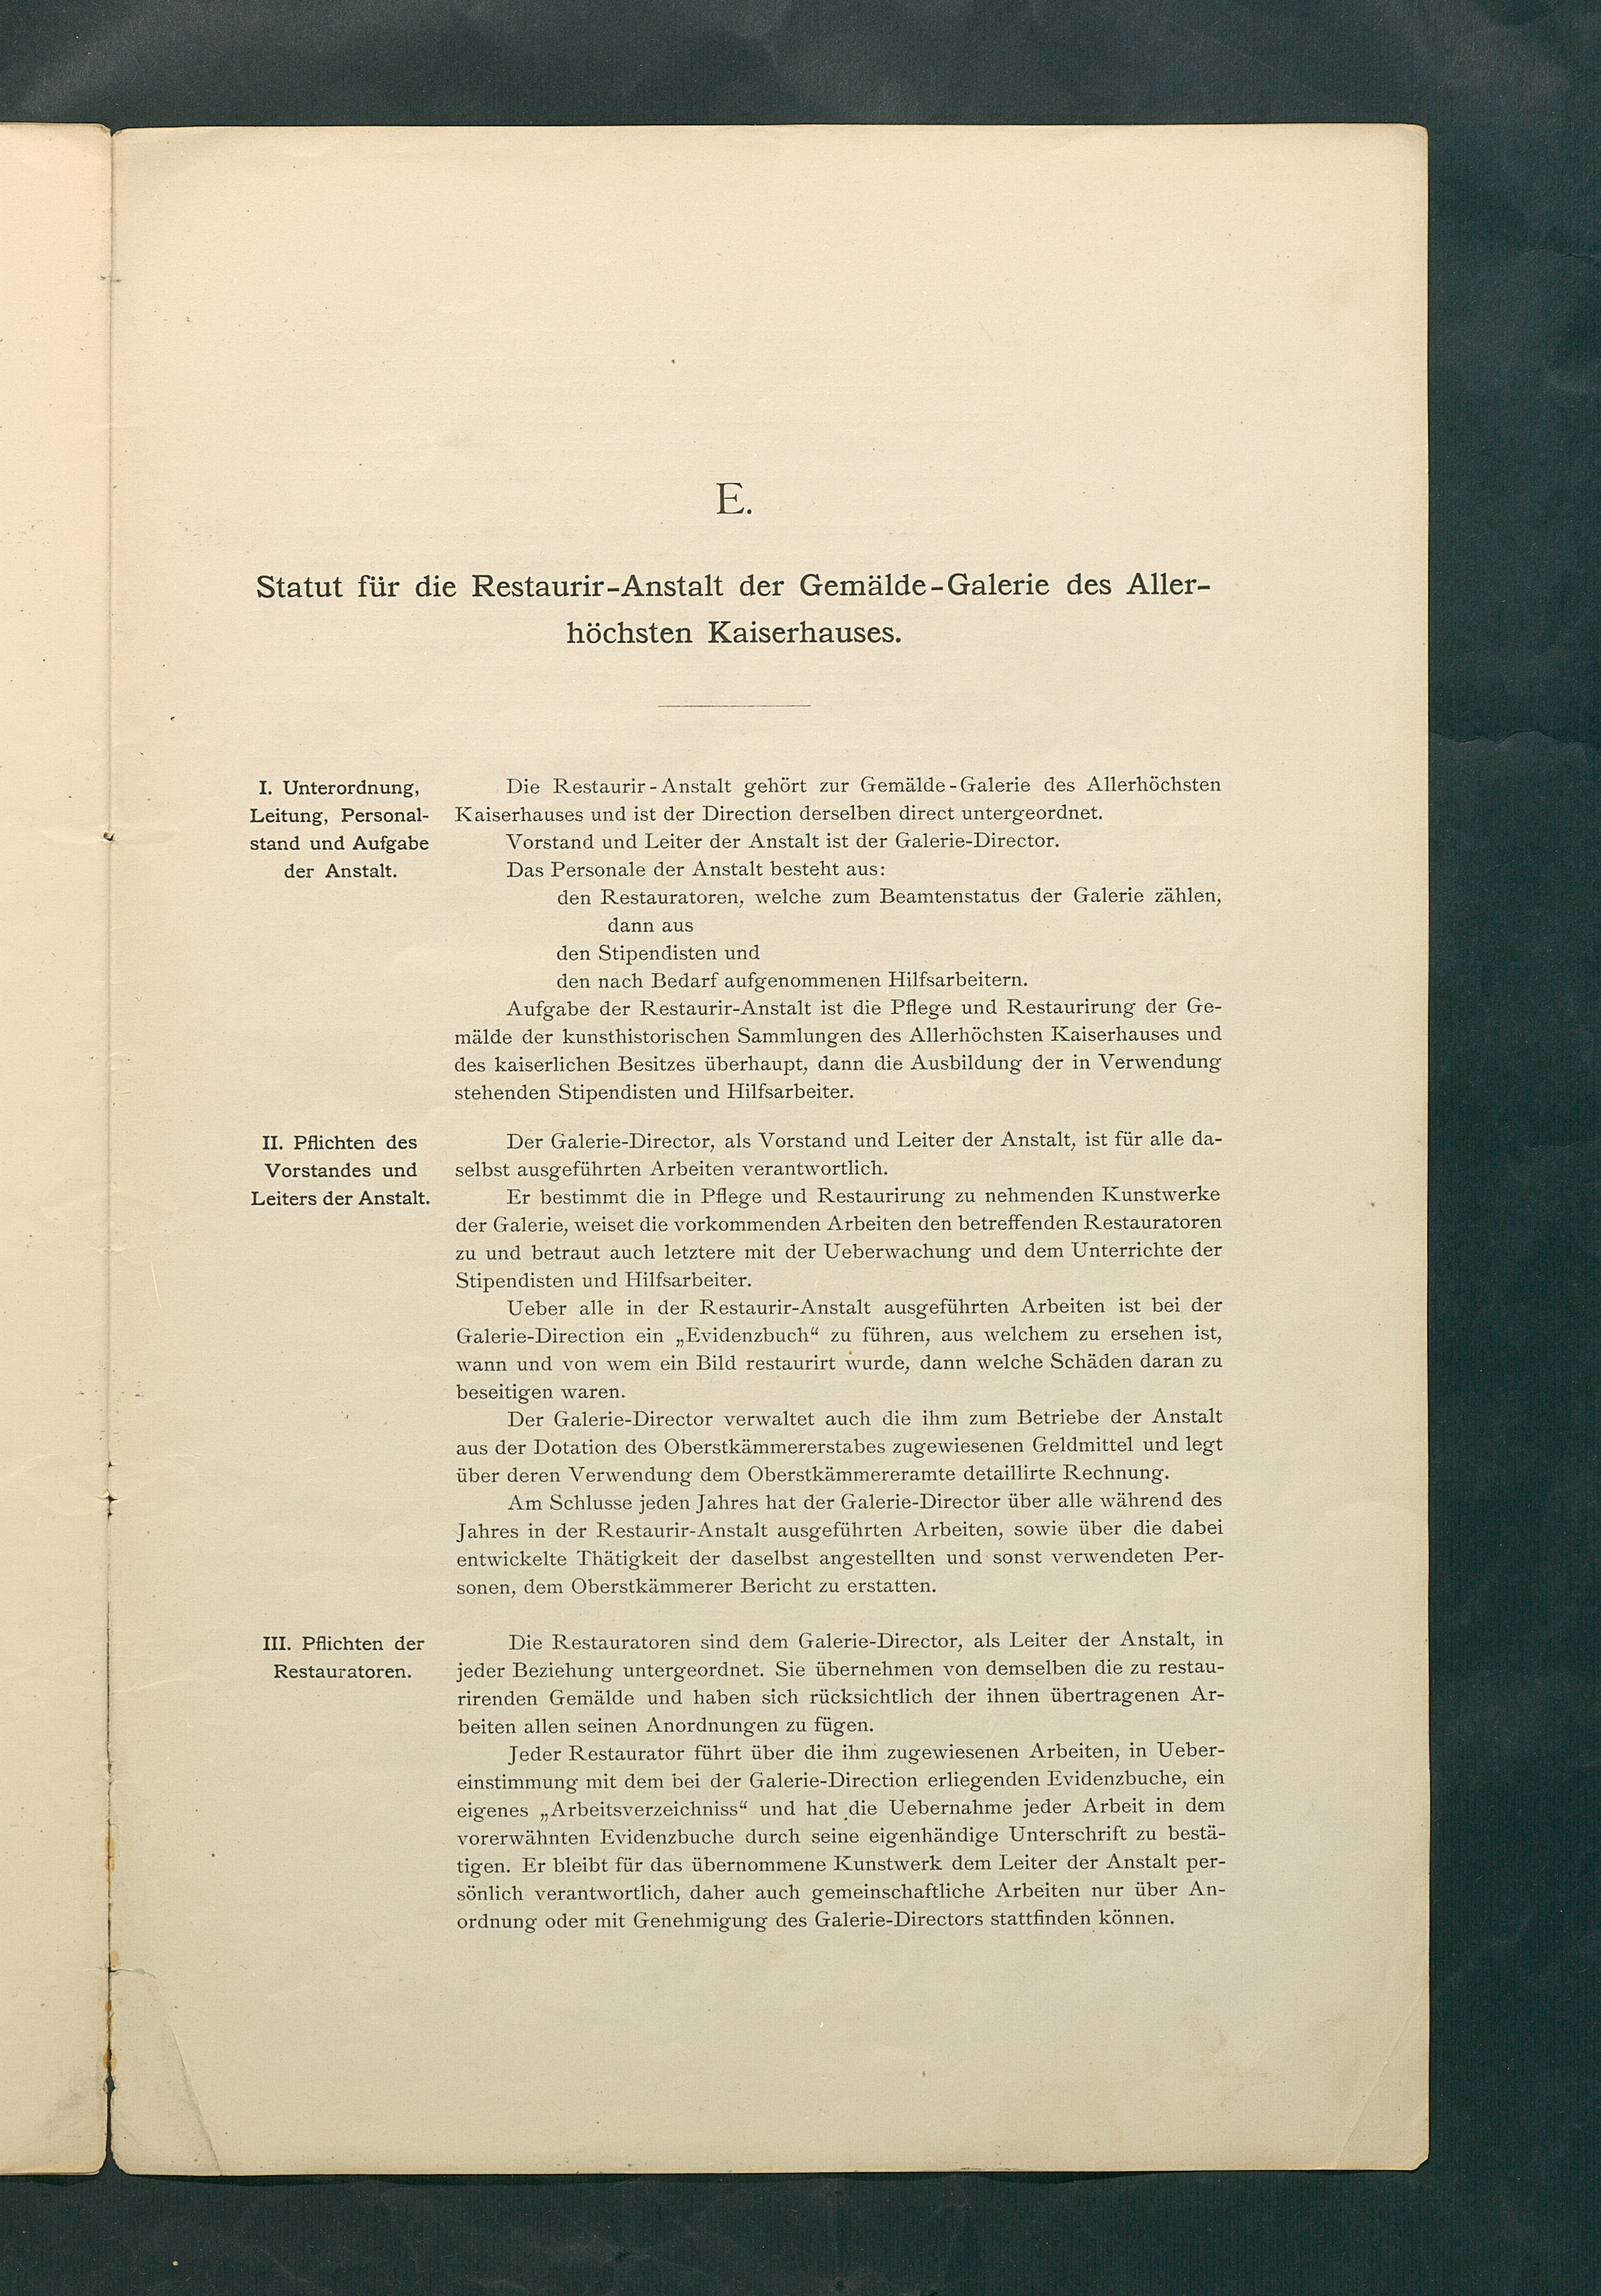 E.
Statut für die Restaurir-Anstalt der Gemälde-Galerie des Aller-
höchsten Kaiserhauses.
I. Unterordnung,
Leitung, Personal-
stand und Aufgabe
der Anstalt.
Die Restaurir-Anstalt gehört zur Gemälde-Galerie des Allerhöchsten
Kaiserhauses und ist der Direction derselben direct untergeordnet.
Vorstand und Leiter der Anstalt ist der Galerie-Director.
Das Personale der Anstalt besteht aus:
den Restauratoren, welche zum Beamtenstatus der Galerie zählen,
dann aus
den Stipendisten und
den nach Bedarf aufgenommenen Hilfsarbeitern.
Aufgabe der Restaurir-Anstalt ist die Pflege und Restaurirung der Ge-
mälde der kunsthistorischen Sammlungen des Allerhöchsten Kaiserhauses und
des kaiserlichen Besitzes überhaupt, dann die Ausbildung der in Verwendung
stehenden Stipendisten und Hilfsarbeiter.
II. Pflichten des
Vorstandes und
Leiters der Anstalt.
Der Galerie-Director, als Vorstand und Leiter der Anstalt, ist für alle da-
selbst ausgeführten Arbeiten verantwortlich.
Er bestimmt die in Pflege und Restaurirung zu nehmenden Kunstwerke
der Galerie, weiset die vorkommenden Arbeiten den betreffenden Restauratoren
zu und betraut auch letztere mit der Ueberwachung und dem Unterrichte der
Stipendisten und Hilfsarbeiter.
Ueber alle in der Restaurir-Anstalt ausgeführten Arbeiten ist bei der
Galerie-Direction ein „Evidenzbuch“ zu führen, aus welchem zu ersehen ist,
wann und von wem ein Bild restaurirt wurde, dann welche Schäden daran zu
beseitigen waren.
Der Galerie-Director verwaltet auch die ihm zum Betriebe der Anstalt
aus der Dotation des Oberstkämmererstabes zugewiesenen Geldmittel und legt
über deren Verwendung dem Oberstkämmereramte detaillirte Rechnung.
Am Schlusse jeden Jahres hat der Galerie-Director über alle während des
Jahres in der Restaurir-Anstalt ausgeführten Arbeiten, sowie über die dabei
entwickelte Thätigkeit der daselbst angestellten und sonst verwendeten Per-
sonen, dem Oberstkämmerer Bericht zu erstatten.
III. Pflichten der
Restauratoren.
Die Restauratoren sind dem Galerie-Director, als Leiter der Anstalt, in
jeder Beziehung untergeordnet. Sie übernehmen von demselben die zu restau-
rirenden Gemälde und haben sich rücksichtlich der ihnen übertragenen Ar-
beiten allen seinen Anordnungen zu fügen.
Jeder Restaurator führt über die ihm zugewiesenen Arbeiten, in Ueber-
einstimmung mit dem bei der Galerie-Direction erliegenden Evidenzbuche, ein
eigenes „Arbeitsverzeichniss“ und hat die Uebernahme jeder Arbeit in dem
vorerwähnten Evidenzbuche durch seine eigenhändige Unterschrift zu bestä-
tigen. Er bleibt für das übernommene Kunstwerk dem Leiter der Anstalt per-
sönlich verantwortlich, daher auch gemeinschaftliche Arbeiten nur über An-
ordnung oder mit Genehmigung des Galerie-Directors stattfinden können.